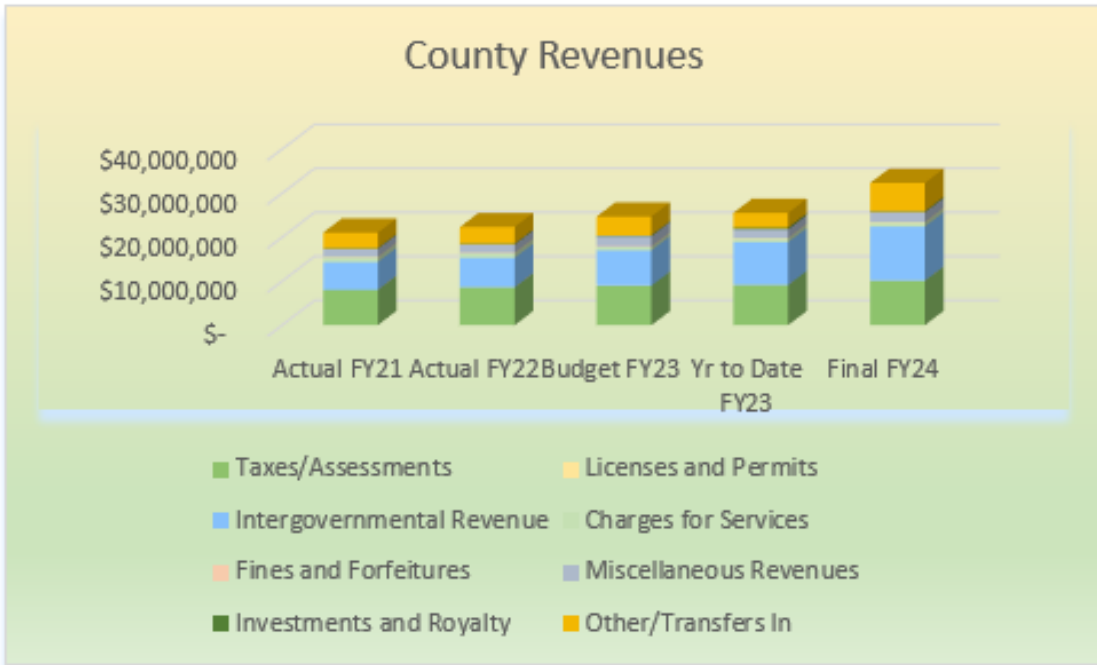 County Revenues
$40,000,000
$30,000,000
$20,000,000
$10,000,000
$-
Actual FY21 Actual FY22 Budget FY23 Yr to Date FY23 Final FY24
Taxes/Assessments Licenses and Permits
Intergovernmental Revenue Charges for Services
Fines and Forfeitures Miscellaneous Revenues
Investments and Royalty Other/Transfers In